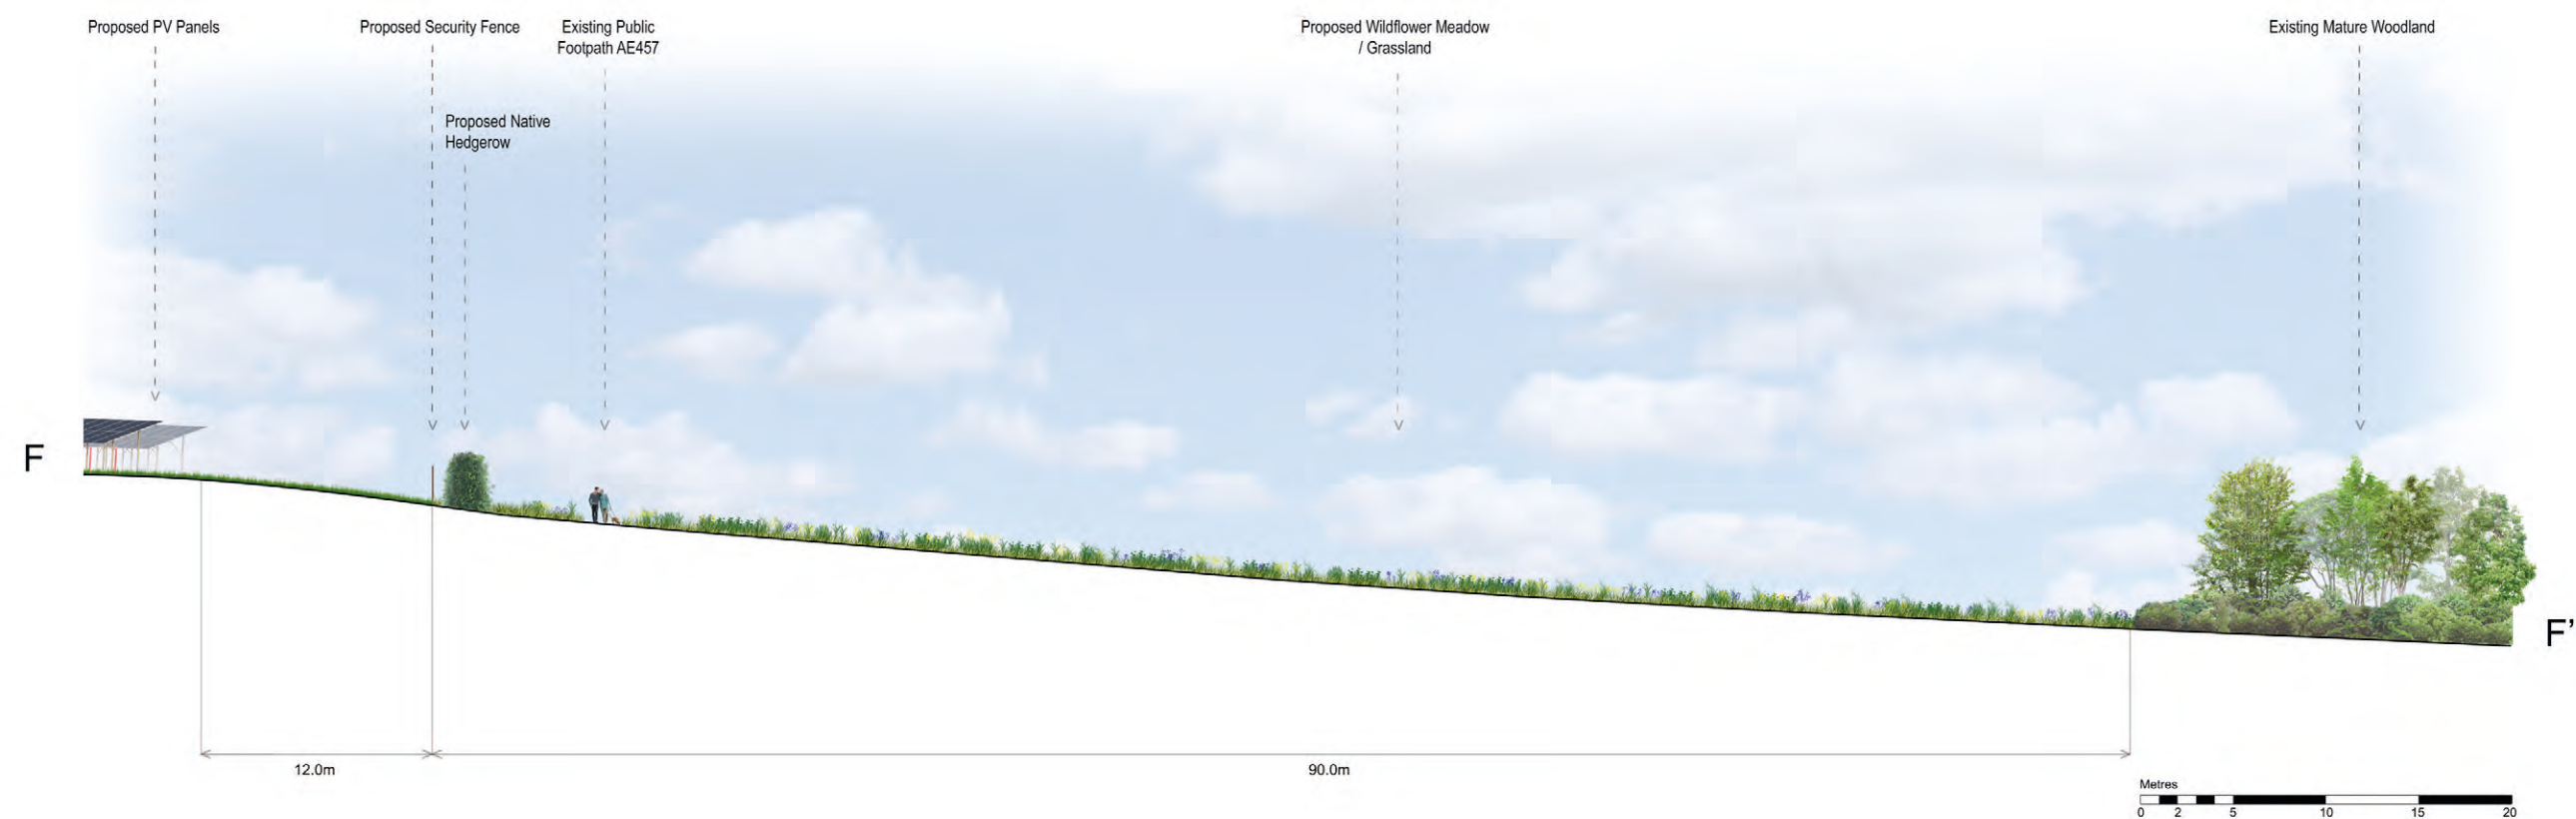 Proposed PV Panels
Proposed Security Fence
Existing Public
Footpath AE457
Proposed Wildflower Meadow
/ Grassland
Existing Mature Woodland
Proposed Native
Hedgerow
F
F'
12.0m
90.0m
Metres
0 2 5 10 15 20